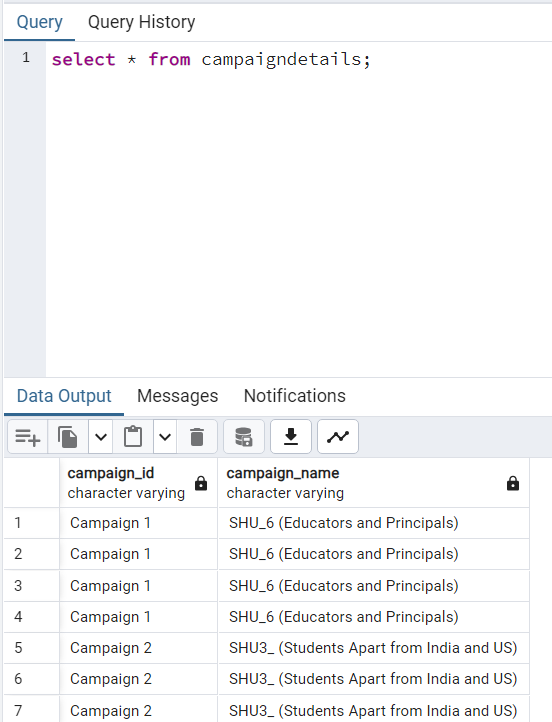 Query Query History
1 select * from campaigndetails;
Data Output Messages Notifications
campaign_id campaign_name
character varying character varying
1 Campaign 1 SHU_6 (Educators and Principals)
2 Campaign 1 SHU_6 (Educators and Principals)
3 Campaign 1 SHU_6 (Educators and Principals)
4 Campaign 1 SHU_6 (Educators and Principals)
5 Campaign 2 SHU3_ (Students Apart from India and US)
6 Campaign 2 SHU3_ (Students Apart from India and US)
7 Campaign 2 SHU3_ (Students Apart from India and US)